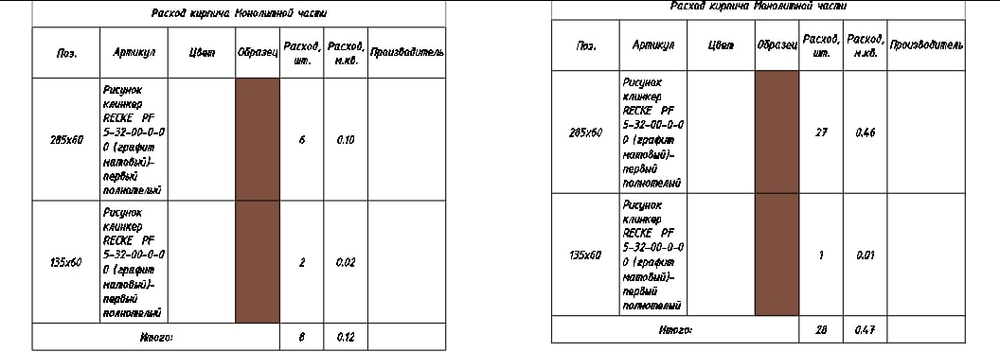 Расход кирпича Монолитной части
Поз. Артикул Цвет Образец Расход, шт. Расход, м.кв. Производитель
285х60
Рисунок
клинкер
RECKE PF
5-32-00-0-0
0 (графит
матовый)-
первый
полнотелый
6 0.10
135х60
Рисунок
клинкер
RECKE PF
5-32-00-0-0
0 (графит
матовый)-
первый
полнотелый
2 0.02
Итого: 8 0.12
Расход кирпича Монолитной части
Поз. Артикул Цвет Образец Расход, шт. Расход, м.кв. Производитель
285х60
Рисунок
клинкер
RECKE PF
5-32-00-0-0
0 (графит
матовый)-
первый
полнотелый
27 0.46
135х60
Рисунок
клинкер
RECKE PF
5-32-00-0-0
0 (графит
матовый)-
первый
полнотелый
1 0.01
Итого: 28 0.47